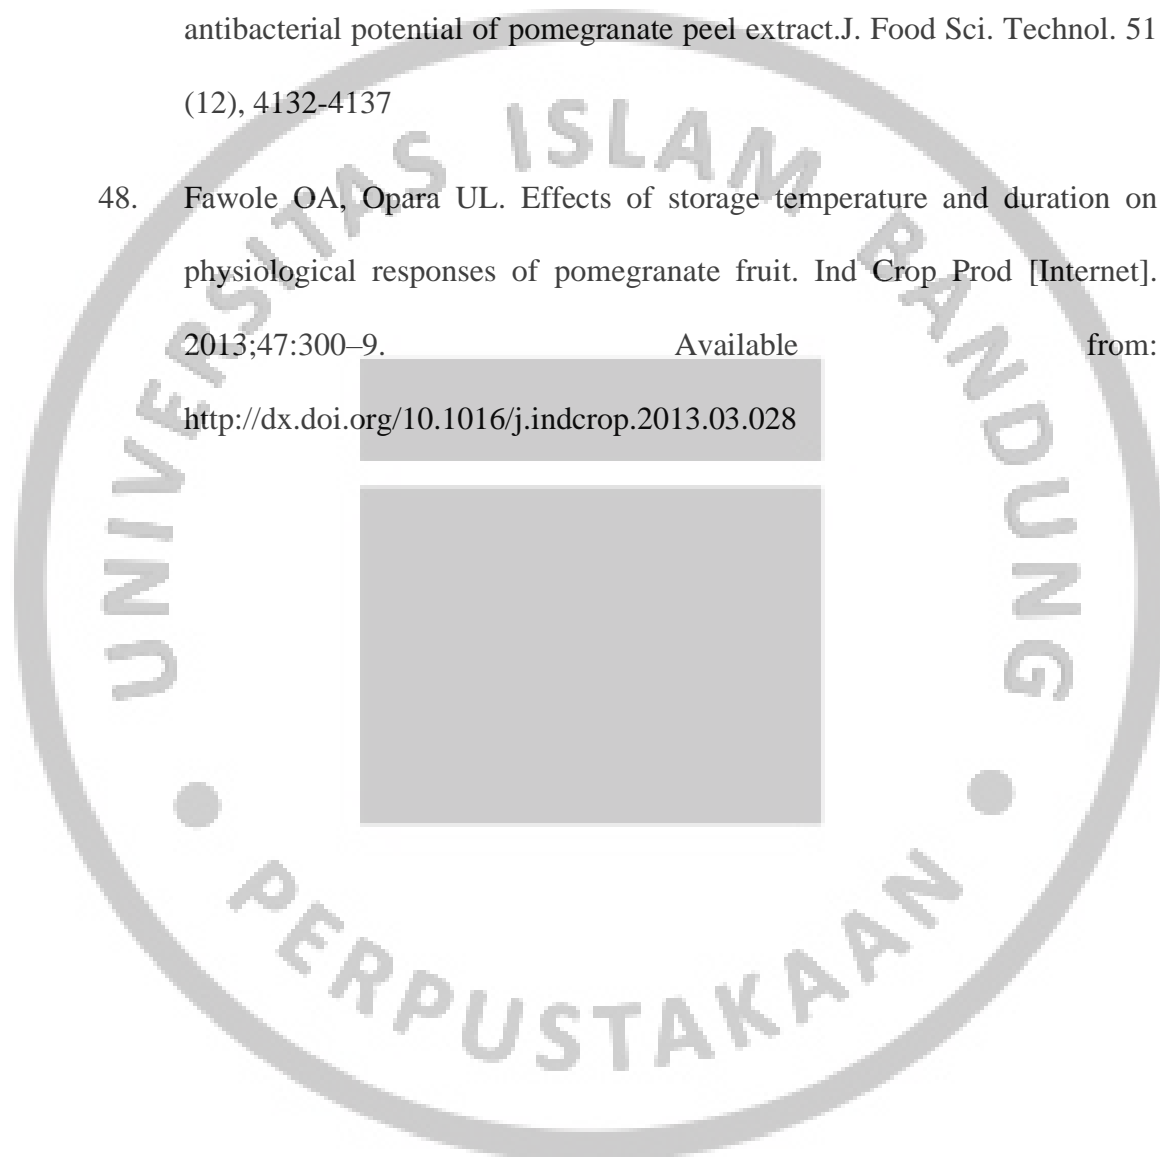 antibacterial potential of pomegranate peel extract.J. Food Sci. Technol. 51
(12), 4132-4137
48. Fawole OA, Opara UL. Effects of storage temperature and duration on
physiological responses of pomegranate fruit. Ind Crop Prod [Internet].
2013;47:300–9. Available from:
http://dx.doi.org/10.1016/j.indcrop.2013.03.028
UNIVERSITAS ISLAM BANDUNG
PERPUSTAKAAN